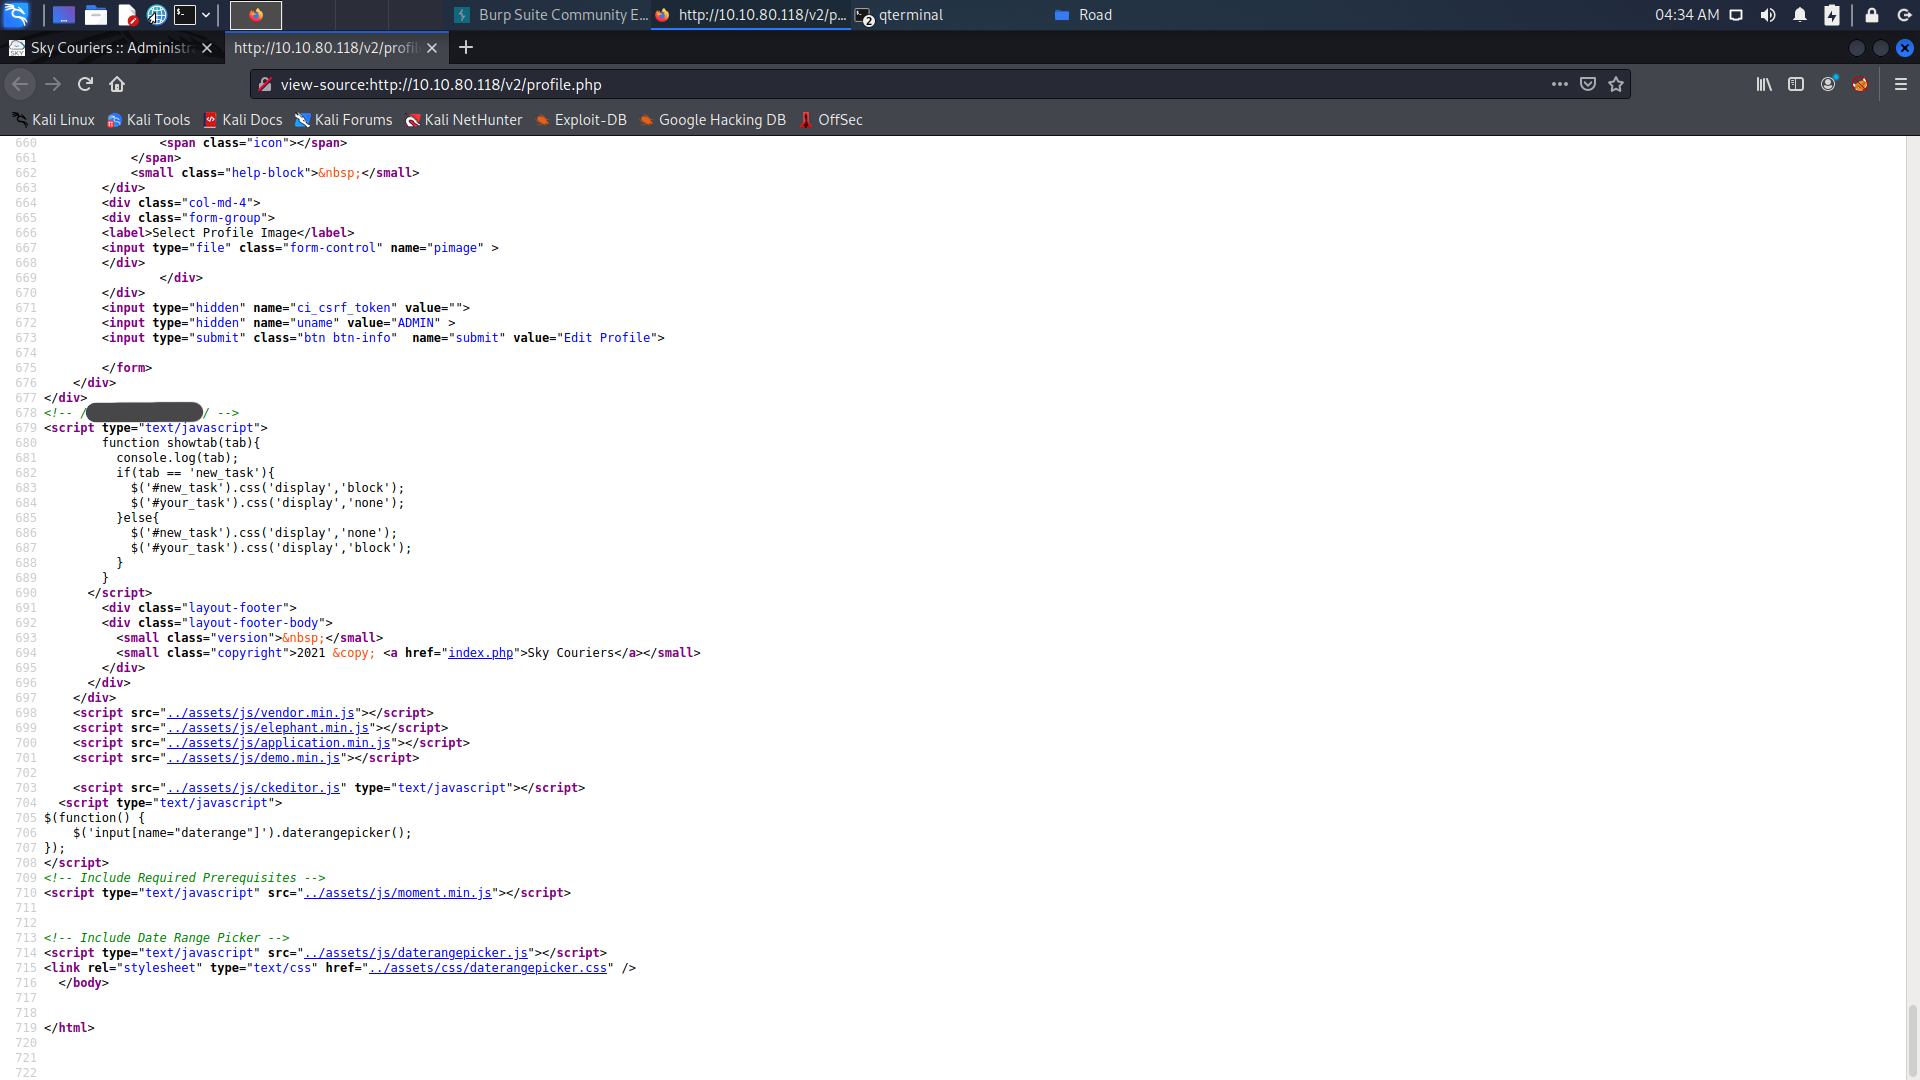 Burp Suite Community E...
http://10.10.80.118/v2/p...
2
qterminal
Road
04:34 AM
Sky Couriers :: Administra
http://10.10.80.118/v2/profil
view-source:http://10.10.80.118/v2/profile.php
Kali Linux
Kali Tools
Kali Docs
Kali Forums
Kali NetHunter
Exploit-DB
Google Hacking DB
OffSec
660 <span class="icon"></span>
661 </span>
662 <small class="help-block">&nbsp;</small>
663 </div>
664 <div class="col-md-4">
665 <div class="form-group">
666 <label>Select Profile Image</label>
667 <input type="file" class="form-control" name="pimage" >
668 </div>
669 </div>
670 </div>
671 <input type="hidden" name="ci_csrf_token" value="">
672 <input type="hidden" name="uname" value="ADMIN" >
673 <input type="submit" class="btn btn-info"  name="submit" value="Edit Profile">
674
675 </form>
676 </div>
677 </div>
678 <!-- / / -->
679 <script type="text/javascript">
680 function showtab(tab){
681 console.log(tab);
682 if(tab == 'new_task'){
683 $('#new_task').css('display','block');
684 $('#your_task').css('display','none');
685 }else{
686 $('#new_task').css('display','none');
687 $('#your_task').css('display','block');
688 }
689 }
690 </script>
691 <div class="layout-footer">
692 <div class="layout-footer-body">
693 <small class="version">&nbsp;</small>
694 <small class="copyright">2021 &copy; <a href="index.php">Sky Couriers</a></small>
695 </div>
696 </div>
697 </div>
698 <script src="../assets/js/vendor.min.js"></script>
699 <script src="../assets/js/elephant.min.js"></script>
700 <script src="../assets/js/application.min.js"></script>
701 <script src="../assets/js/demo.min.js"></script>
702
703 <script src="../assets/js/ckeditor.js" type="text/javascript"></script>
704 <script type="text/javascript">
705 $(function() {
706 $('input[name="daterange"]').daterangepicker();
707 });
708 </script>
709 <!-- Include Required Prerequisites -->
710 <script type="text/javascript" src="../assets/js/moment.min.js"></script>
711
712
713 <!-- Include Date Range Picker -->
714 <script type="text/javascript" src="../assets/js/daterangepicker.js"></script>
715 <link rel="stylesheet" type="text/css" href="../assets/css/daterangepicker.css" />
716 </body>
717
718
719 </html>
720
721
722